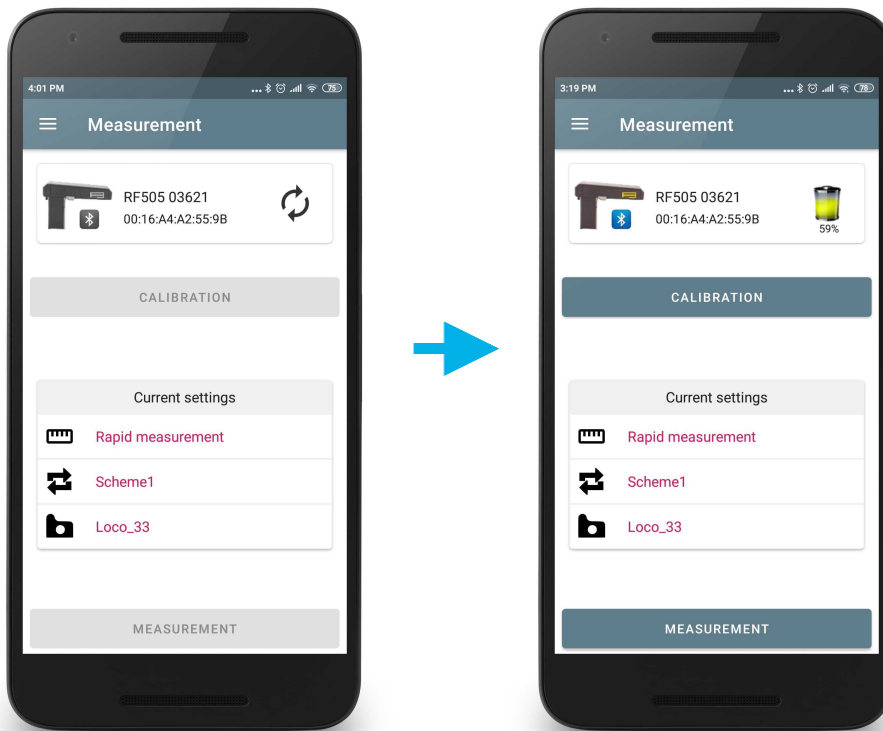 4:01 PM
75
Measurement
RF505 03621
00:16:A4:A2:55:9B
CALIBRATION
Current settings
Rapid measurement
Scheme1
Loco_33
MEASUREMENT
3:19 PM
78
Measurement
RF505 03621
00:16:A4:A2:55:9B
59%
CALIBRATION
Current settings
Rapid measurement
Scheme1
Loco_33
MEASUREMENT